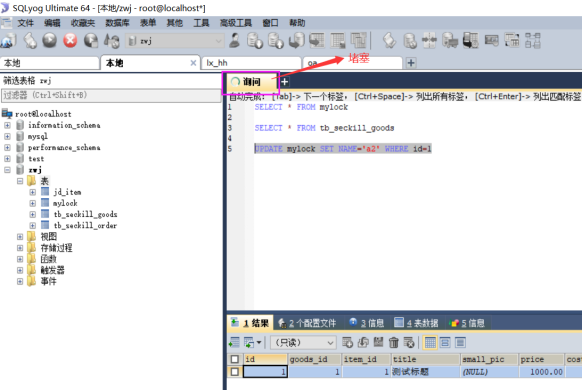 SQLyog Ultimate 64 - [本地/zwj - root@localhost*]
文件 编辑 收藏夹 数据库 表单 其他 工具 高级工具 窗口 帮助
zwj
本地 本地 lx_hh qa +
堵塞
筛选表格 zwj
过滤器 (Ctrl+Shift+B)
root@localhost
information_schema
mysql
performance_schema
test
zwj
表
jd_item
mylock
tb_seckill_goods
tb_seckill_order
视图
存储过程
函数
触发器
事件
询问 +
自动完成: [Tab]-> 下一个标签, [Ctrl+Space]-> 列出所有标签, [Ctrl+Enter]-> 列出匹配标签
1 SELECT * FROM mylock
2
3 SELECT * FROM tb_seckill_goods
4
5 UPDATE mylock SET NAME='a2' WHERE id=1
1 结果 2 个配置文件 3 信息 4 表数据 5 信息
(只读)
id goods_id item_id title small_pic price cos
1 1 1 测试标题 (NULL) 1000.00